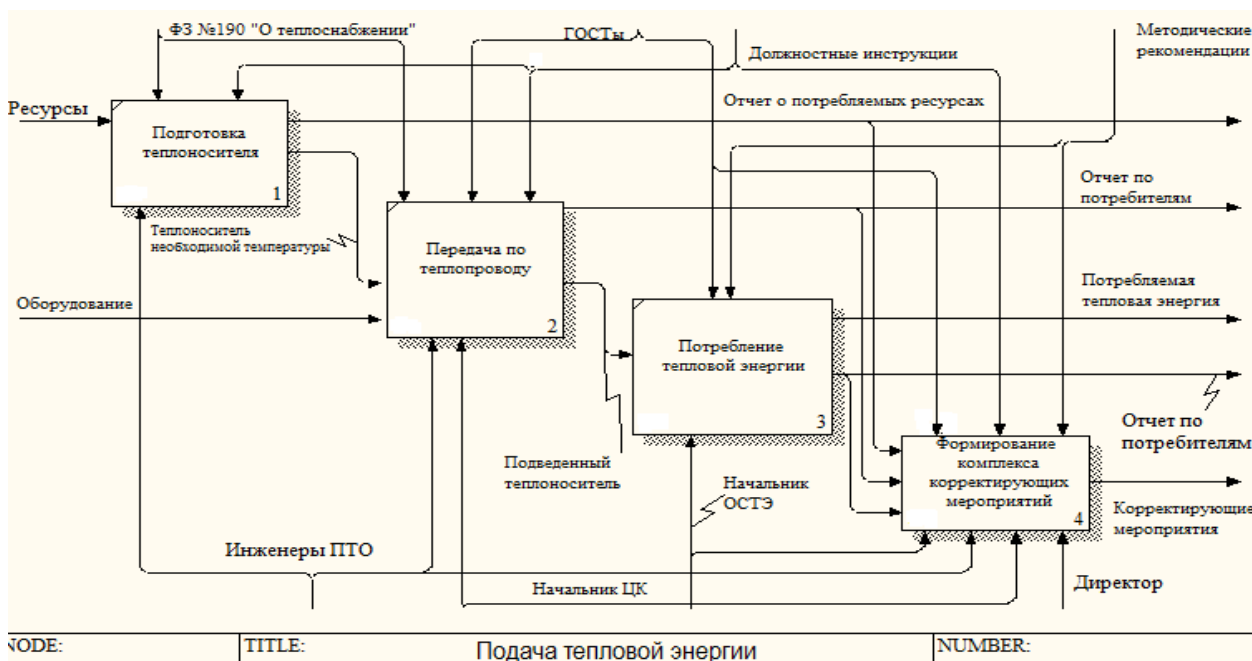 ФЗ №190 "О теплоснабжении"
ГОСТы
Должностные инструкции
Методические
рекомендации
Ресурсы
Отчет о потребляемых ресурсах
Подготовка
теплоносителя
1
Отчет по
потребителям
Теплоноситель
необходимой температуры
Передача по
теплопроводу
2
Оборудование
Потребляемая
тепловая энергия
Потребление
тепловой энергии
3
Отчет по
потребителям
Подведенный
теплоноситель
Начальник
ОСТЭ
Формирование
комплекса
корректирующих
мероприятий
4
Корректирующие
мероприятия
Инженеры ПТО
Начальник ЦК
Директор
NODE:
TITLE:
Подача тепловой энергии
NUMBER: